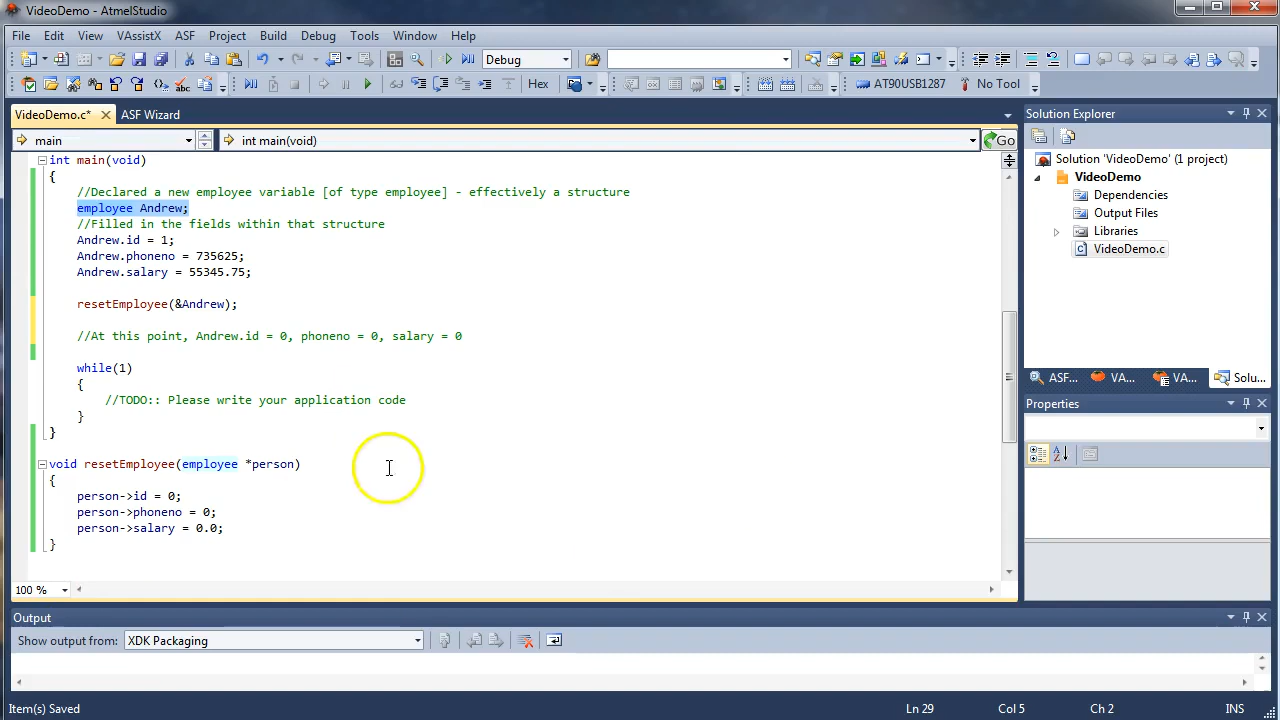 VideoDemo - AtmelStudio
File Edit View VAssistX ASF Project Build Debug Tools Window Help
Debug
Hex AT90USB1287 No Tool
VideoDemo.c* ASF Wizard
main int main(void) Go
int main(void)
{
//Declared a new employee variable [of type employee] - effectively a structure
employee Andrew;
//Filled in the fields within that structure
Andrew.id = 1;
Andrew.phoneno = 735625;
Andrew.salary = 55345.75;
resetEmployee(&Andrew);
//At this point, Andrew.id = 0, phoneno = 0, salary = 0
while(1)
{
//TODO:: Please write your application code
}
}
void resetEmployee(employee *person)
{
person->id = 0;
person->phoneno = 0;
person->salary = 0.0;
}
100 %
Solution Explorer
Solution 'VideoDemo' (1 project)
VideoDemo
Dependencies
Output Files
Libraries
VideoDemo.c
ASF... VA... VA... Solu...
Properties
Output
Show output from: XDK Packaging
Item(s) Saved Ln 29 Col 5 Ch 2 INS